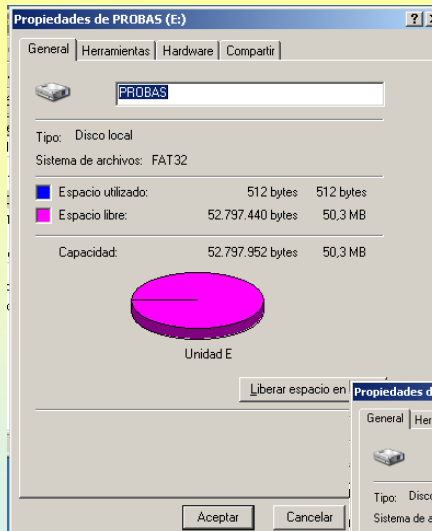 Propiedades de PROBAS (E:)
General Herramientas Hardware Compartir
PROBAS
Tipo: Disco local
Sistema de archivos: FAT32
Espacio utilizado: 512 bytes 512 bytes
Espacio libre: 52.797.440 bytes 50,3 MB
Capacidad: 52.797.952 bytes 50,3 MB
Unidad E
Liberar espacio en
Aceptar Cancelar
Propiedades d
General Her
Tipo: Disco
Sistema de a